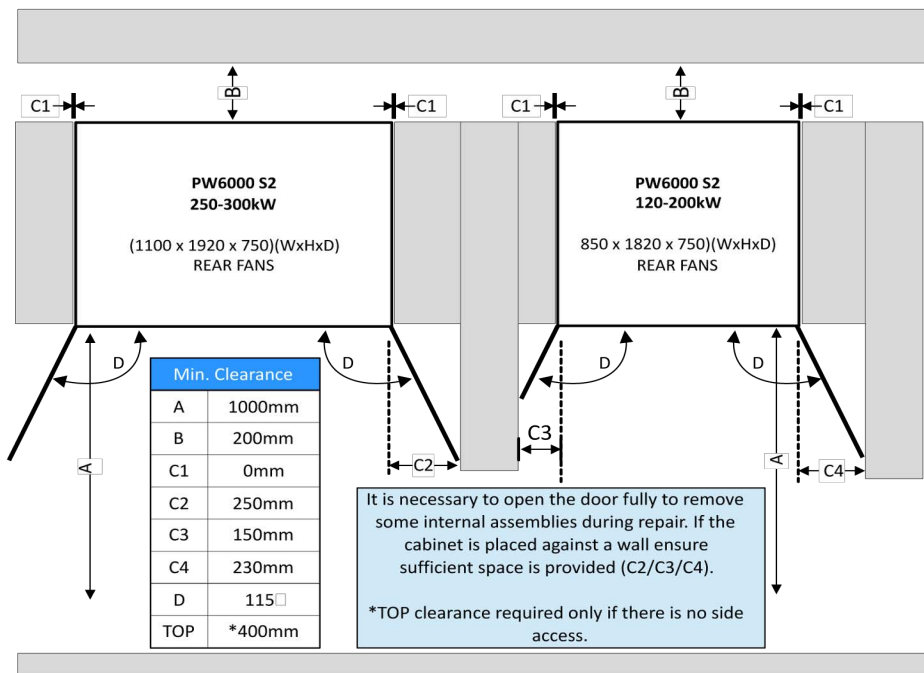 C1
B
C1
C1
B
C1
PW6000 S2
250-300kW
(1100 x 1920 x 750)(WxHxD)
REAR FANS
PW6000 S2
120-200kW
850 x 1820 x 750)(WxHxD)
REAR FANS
D
D
D
D
A
C2
C3
A
C4
Min. Clearance
A 1000mm
B 200mm
C1 0mm
C2 250mm
C3 150mm
C4 230mm
D 115□
TOP *400mm
It is necessary to open the door fully to remove
some internal assemblies during repair. If the
cabinet is placed against a wall ensure
sufficient space is provided (C2/C3/C4).
*TOP clearance required only if there is no side
access.